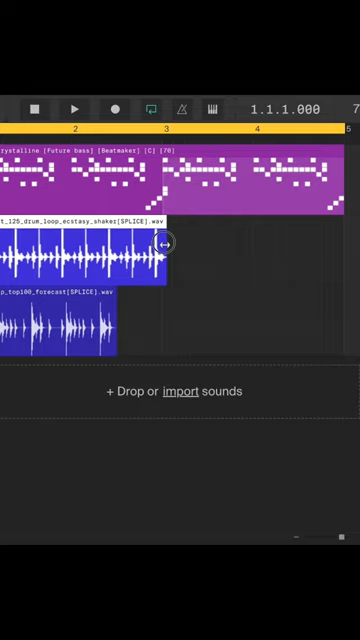 1.1.1.000
2
3
4
5
rystalline [Future bass] [Beatmaker] [C] [70]
t_125_drum_loop_ecstasy_shaker[SPLICE].wav
p_top100_forecast[SPLICE].wav
+ Drop or import sounds